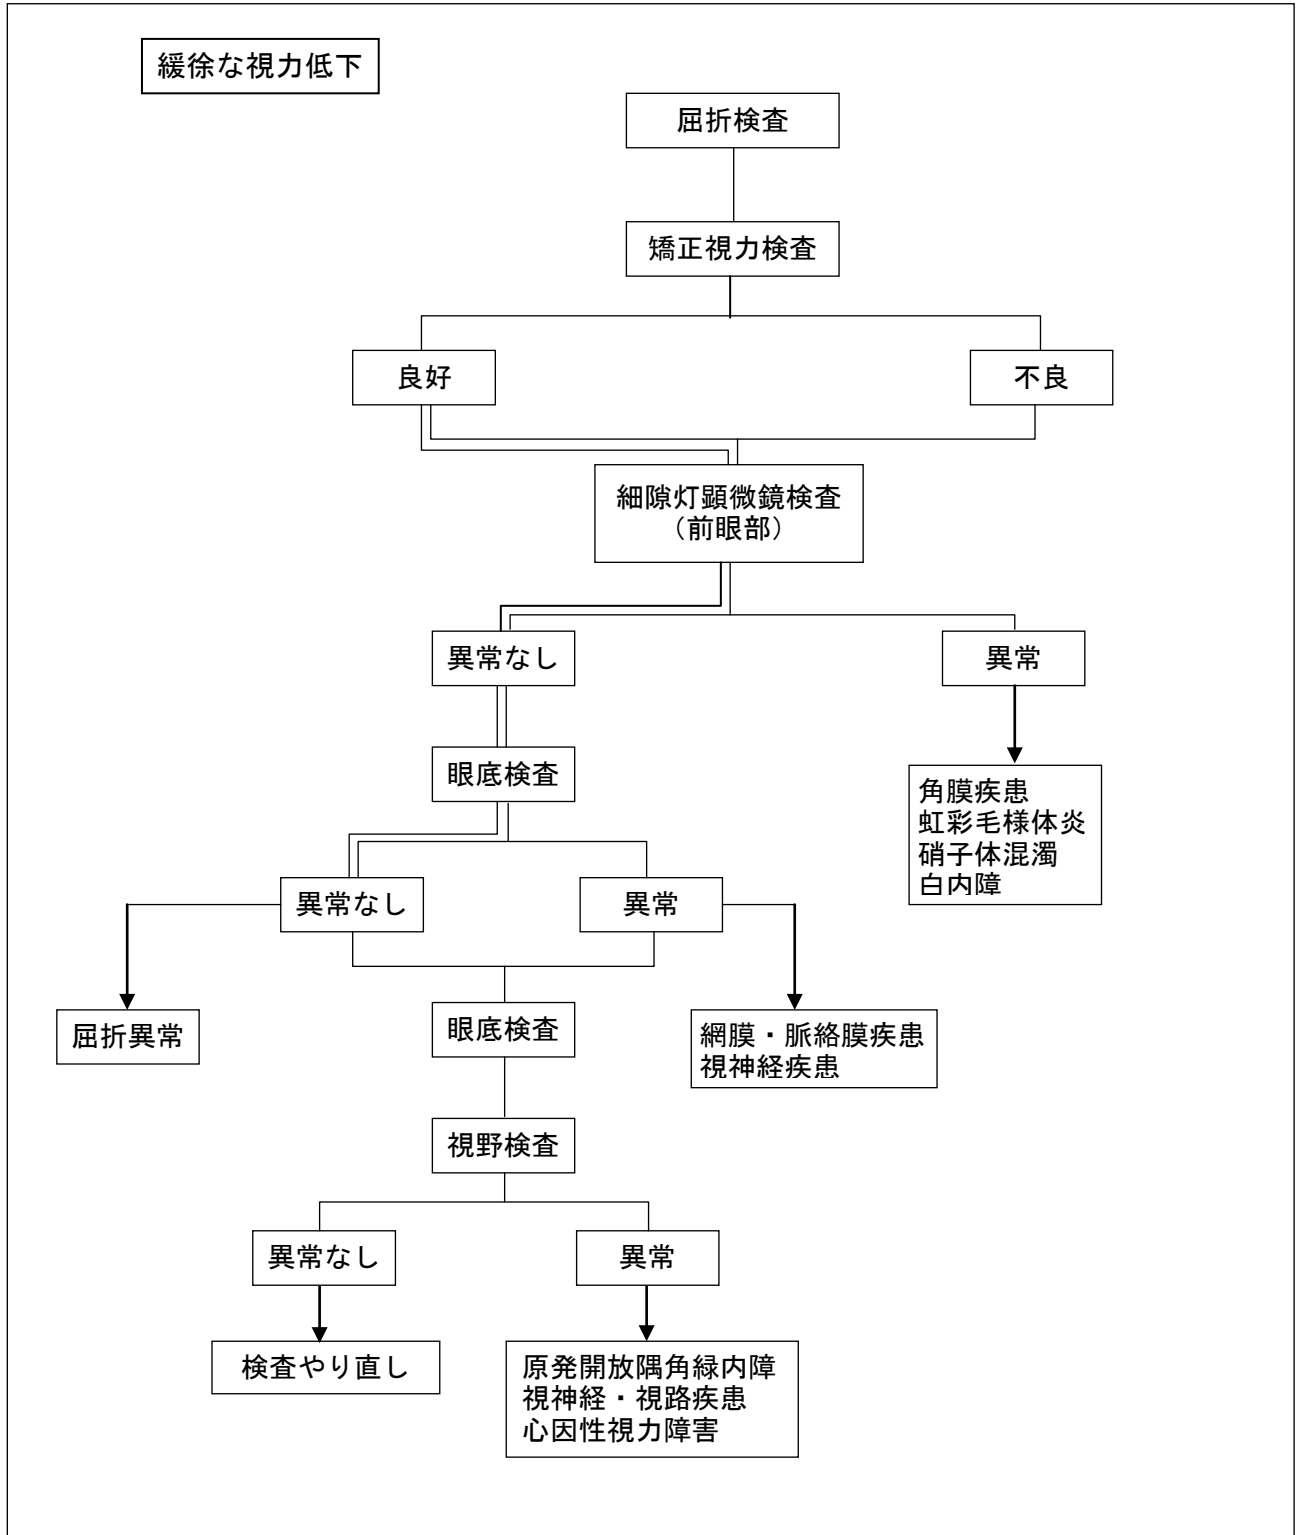 緩徐な視力低下
屈折検査
矯正視力検査
良好
不良
細隙灯顕微鏡検査
（前眼部）
異常なし
異常
眼底検査
角膜疾患
虹彩毛様体炎
硝子体混濁
白内障
異常なし
異常
屈折異常
眼底検査
網膜・脈絡膜疾患
視神経疾患
視野検査
異常なし
異常
検査やり直し
原発開放隅角緑内障
視神経・視路疾患
心因性視力障害